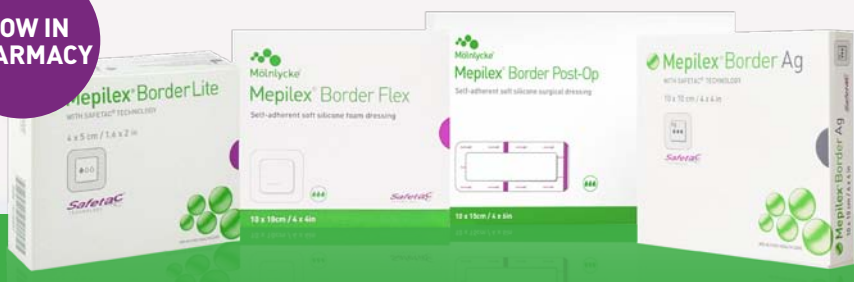 OW IN
ARMACY
Mepilex® Border Lite
WITH SAFETAC® TECHNOLOGY
4 x 5 cm / 1.6 x 2 in
Safetac
TECHNOLOGY
Mölnlycke®
Mepilex® Border Flex
Self-adherent soft silicone foam dressing
Safetac
10 x 10cm / 4 x 4in
Mölnlycke®
Mepilex® Border Post-Op
Self-adherent soft silicone surgical dressing
10 x 15cm / 4 x 6in
Mepilex® Border Ag
WITH SAFETAC® TECHNOLOGY
10 x 10 cm / 4 x 4 in
Safetac
Mepilex® Border Ag